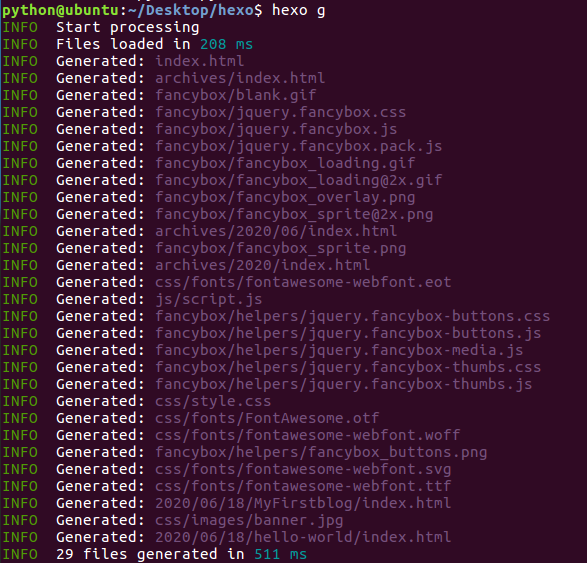 python@ubuntu:~/Desktop/hexo$ hexo g
INFO  Start processing
INFO  Files loaded in 208 ms
INFO  Generated: index.html
INFO  Generated: archives/index.html
INFO  Generated: fancybox/blank.gif
INFO  Generated: fancybox/jquery.fancybox.css
INFO  Generated: fancybox/jquery.fancybox.js
INFO  Generated: fancybox/jquery.fancybox.pack.js
INFO  Generated: fancybox/fancybox_loading.gif
INFO  Generated: fancybox/fancybox_loading@2x.gif
INFO  Generated: fancybox/fancybox_overlay.png
INFO  Generated: fancybox/fancybox_sprite@2x.png
INFO  Generated: archives/2020/06/index.html
INFO  Generated: fancybox/fancybox_sprite.png
INFO  Generated: archives/2020/index.html
INFO  Generated: css/fonts/fontawesome-webfont.eot
INFO  Generated: js/script.js
INFO  Generated: fancybox/helpers/jquery.fancybox-buttons.css
INFO  Generated: fancybox/helpers/jquery.fancybox-buttons.js
INFO  Generated: fancybox/helpers/jquery.fancybox-media.js
INFO  Generated: fancybox/helpers/jquery.fancybox-thumbs.css
INFO  Generated: fancybox/helpers/jquery.fancybox-thumbs.js
INFO  Generated: css/style.css
INFO  Generated: css/fonts/FontAwesome.otf
INFO  Generated: css/fonts/fontawesome-webfont.woff
INFO  Generated: fancybox/helpers/fancybox_buttons.png
INFO  Generated: css/fonts/fontawesome-webfont.svg
INFO  Generated: css/fonts/fontawesome-webfont.ttf
INFO  Generated: 2020/06/18/MyFirstblog/index.html
INFO  Generated: css/images/banner.jpg
INFO  Generated: 2020/06/18/hello-world/index.html
INFO  29 files generated in 511 ms